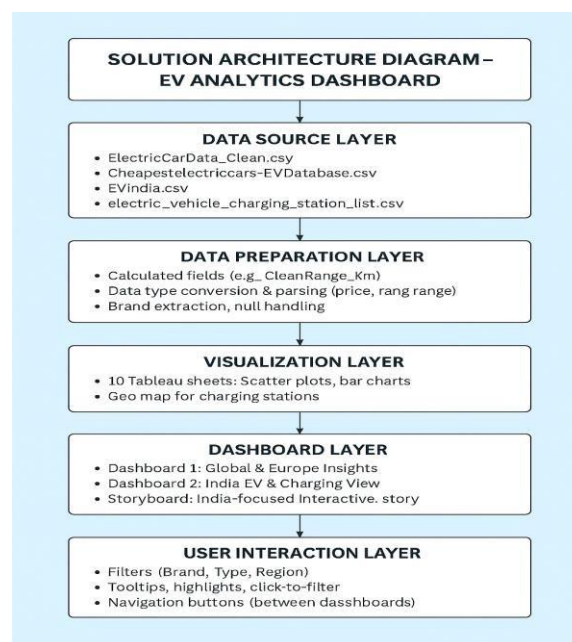 SOLUTION ARCHITECTURE DIAGRAM–
EV ANALYTICS DASHBOARD
DATA SOURCE LAYER
• ElectricCarData_Clean.csy
• Cheapestelectriccars-EVDatabase.csv
• EVindia.csv
• electric_vehicle_charging_station_list.csv
DATA PREPARATION LAYER
• Calculated fields (e.g_ CleanRange_Km)
• Data type conversion & parsing (price, rang range)
• Brand extraction, null handling
VISUALIZATION LAYER
• 10 Tableau sheets: Scatter plots, bar charts
• Geo map for charging stations
DASHBOARD LAYER
• Dashboard 1: Global & Europe Insights
• Dashboard 2: India EV & Charging View
• Storyboard: India-focused Interactive. story
USER INTERACTION LAYER
• Filters (Brand, Type, Region)
• Tooltips, highlights, click-to-filter
• Navigation buttons (between dasshboards)